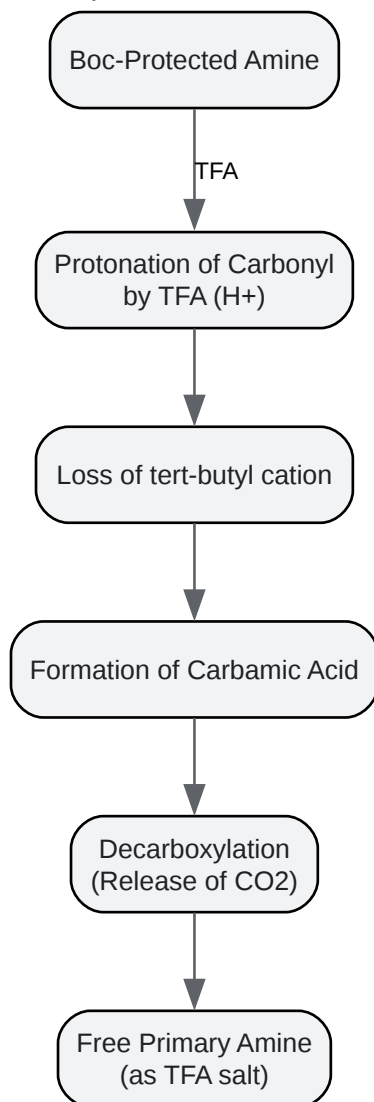 Boc-Protected Amine
TFA
Protonation of Carbonyl
by TFA (H+)
Loss of tert-butyl cation
Formation of Carbamic Acid
Decarboxylation
(Release of CO2)
Free Primary Amine
(as TFA salt)